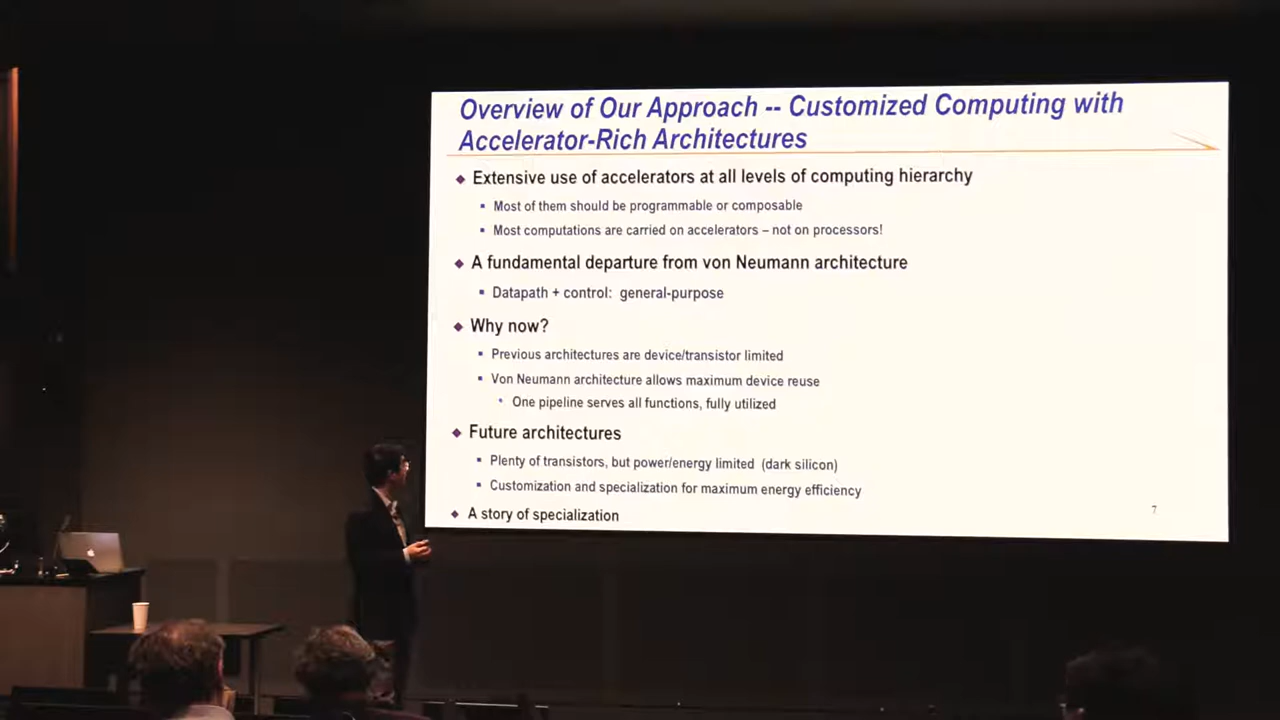 Overview of Our Approach -- Customized Computing with
Accelerator-Rich Architectures
Extensive use of accelerators at all levels of computing hierarchy
Most of them should be programmable or composable
Most computations are carried on accelerators – not on processors!
A fundamental departure from von Neumann architecture
Datapath + control: general-purpose
Why now?
Previous architectures are device/transistor limited
Von Neumann architecture allows maximum device reuse
One pipeline serves all functions, fully utilized
Future architectures
Plenty of transistors, but power/energy limited (dark silicon)
Customization and specialization for maximum energy efficiency
A story of specialization
7